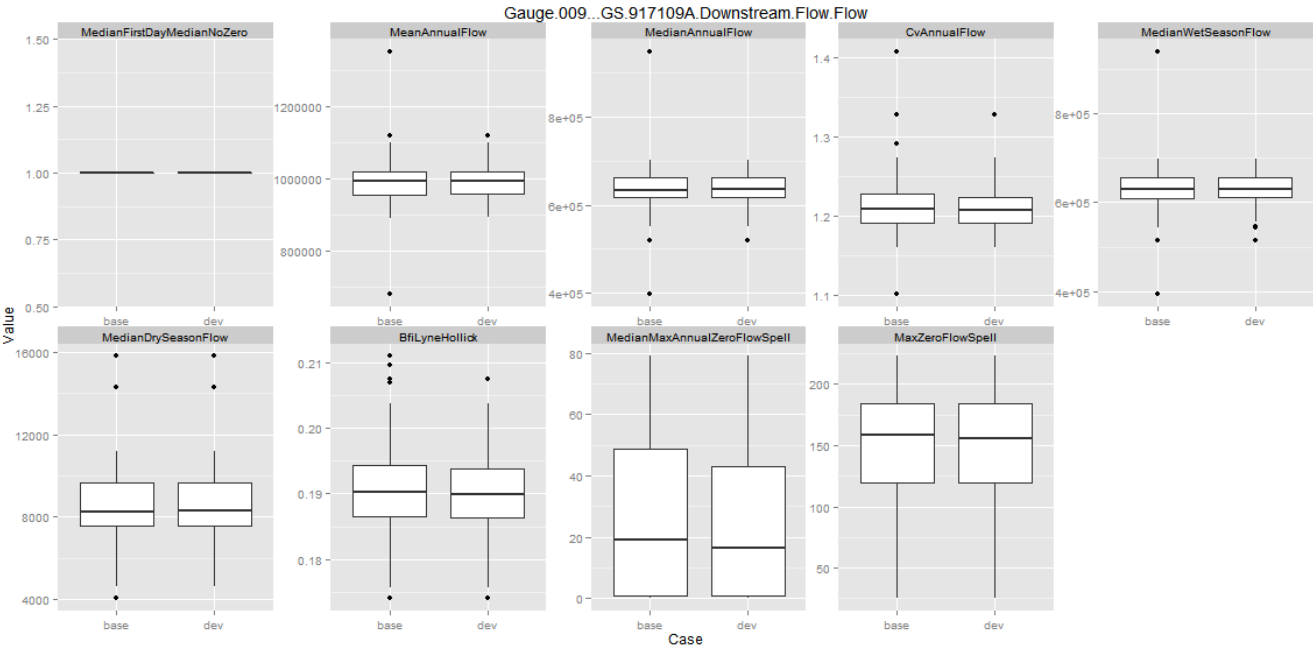 Gauge.009...GS.917109A.Downstream.Flow.Flow
MedianFirstDayMedianNoZero
MeanAnnualFlow
MedianAnnualFlow
CvAnnualFlow
MedianWetSeasonFlow
1.50
1.25
1.00
0.75
0.50
1200000
1000000
800000
8e+05
6e+05
4e+05
1.4
1.3
1.2
1.1
8e+05
6e+05
4e+05
base dev
base dev
base dev
base dev
base dev
Value
MedianDrySeasonFlow
BfiLyneHollick
MedianMaxAnnualZeroFlowSpell
MaxZeroFlowSpell
16000
12000
8000
4000
0.21
0.20
0.19
0.18
80
60
40
20
0
200
150
100
50
base dev
base dev
base dev
base dev
Case